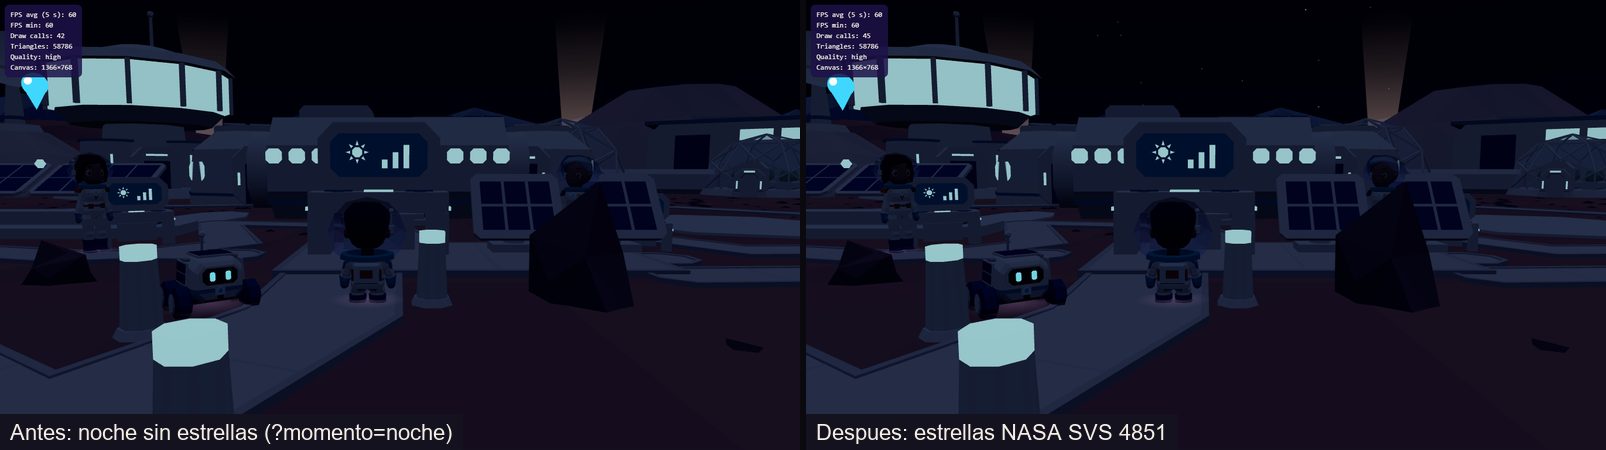 FPS avg (5 s): 60
FPS min: 60
Draw calls: 42
Triangles: 58786
Quality: high
Canvas: 1366×768
Antes: noche sin estrellas (?momento=noche)
FPS avg (5 s): 60
FPS min: 60
Draw calls: 45
Triangles: 58786
Quality: high
Canvas: 1366×768
Despues: estrellas NASA SVS 4851